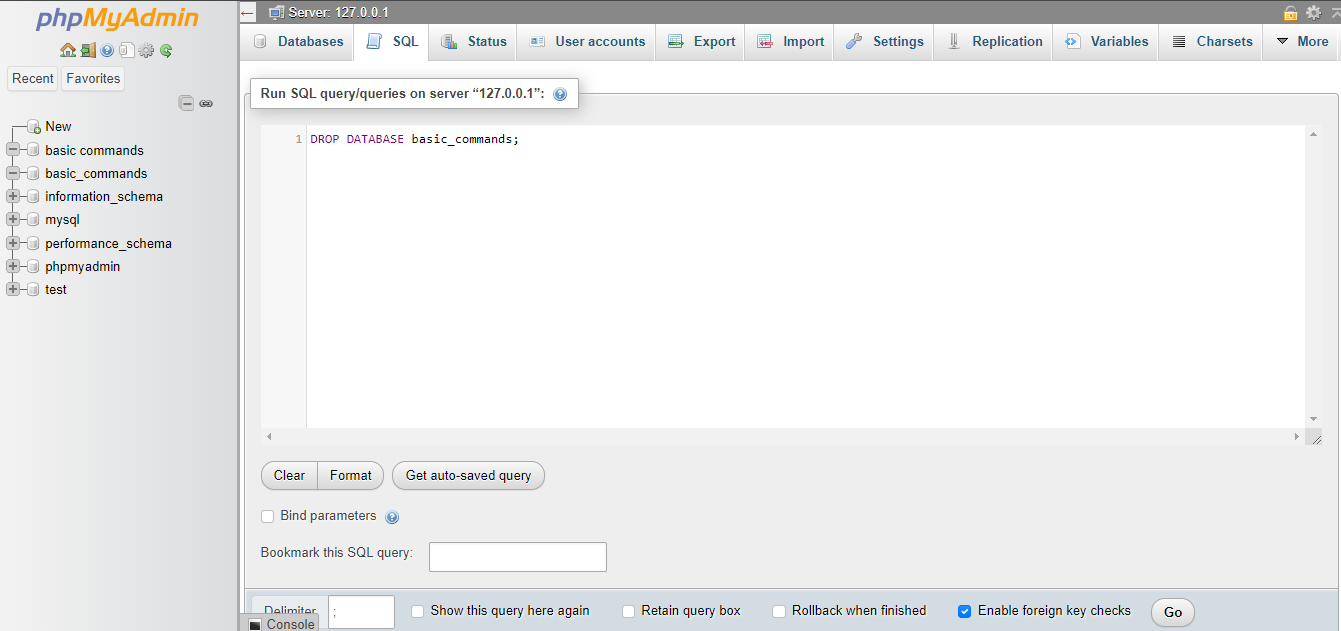 phpMyAdmin
Recent Favorites
New
basic commands
basic_commands
information_schema
mysql
performance_schema
phpmyadmin
test
Server: 127.0.0.1
Databases SQL Status User accounts Export Import Settings Replication Variables Charsets More
Run SQL query/queries on server “127.0.0.1”:
1 DROP DATABASE basic_commands;
Clear Format Get auto-saved query
Bind parameters
Bookmark this SQL query:
Delimiter ; Show this query here again Retain query box Rollback when finished Enable foreign key checks Go
Console